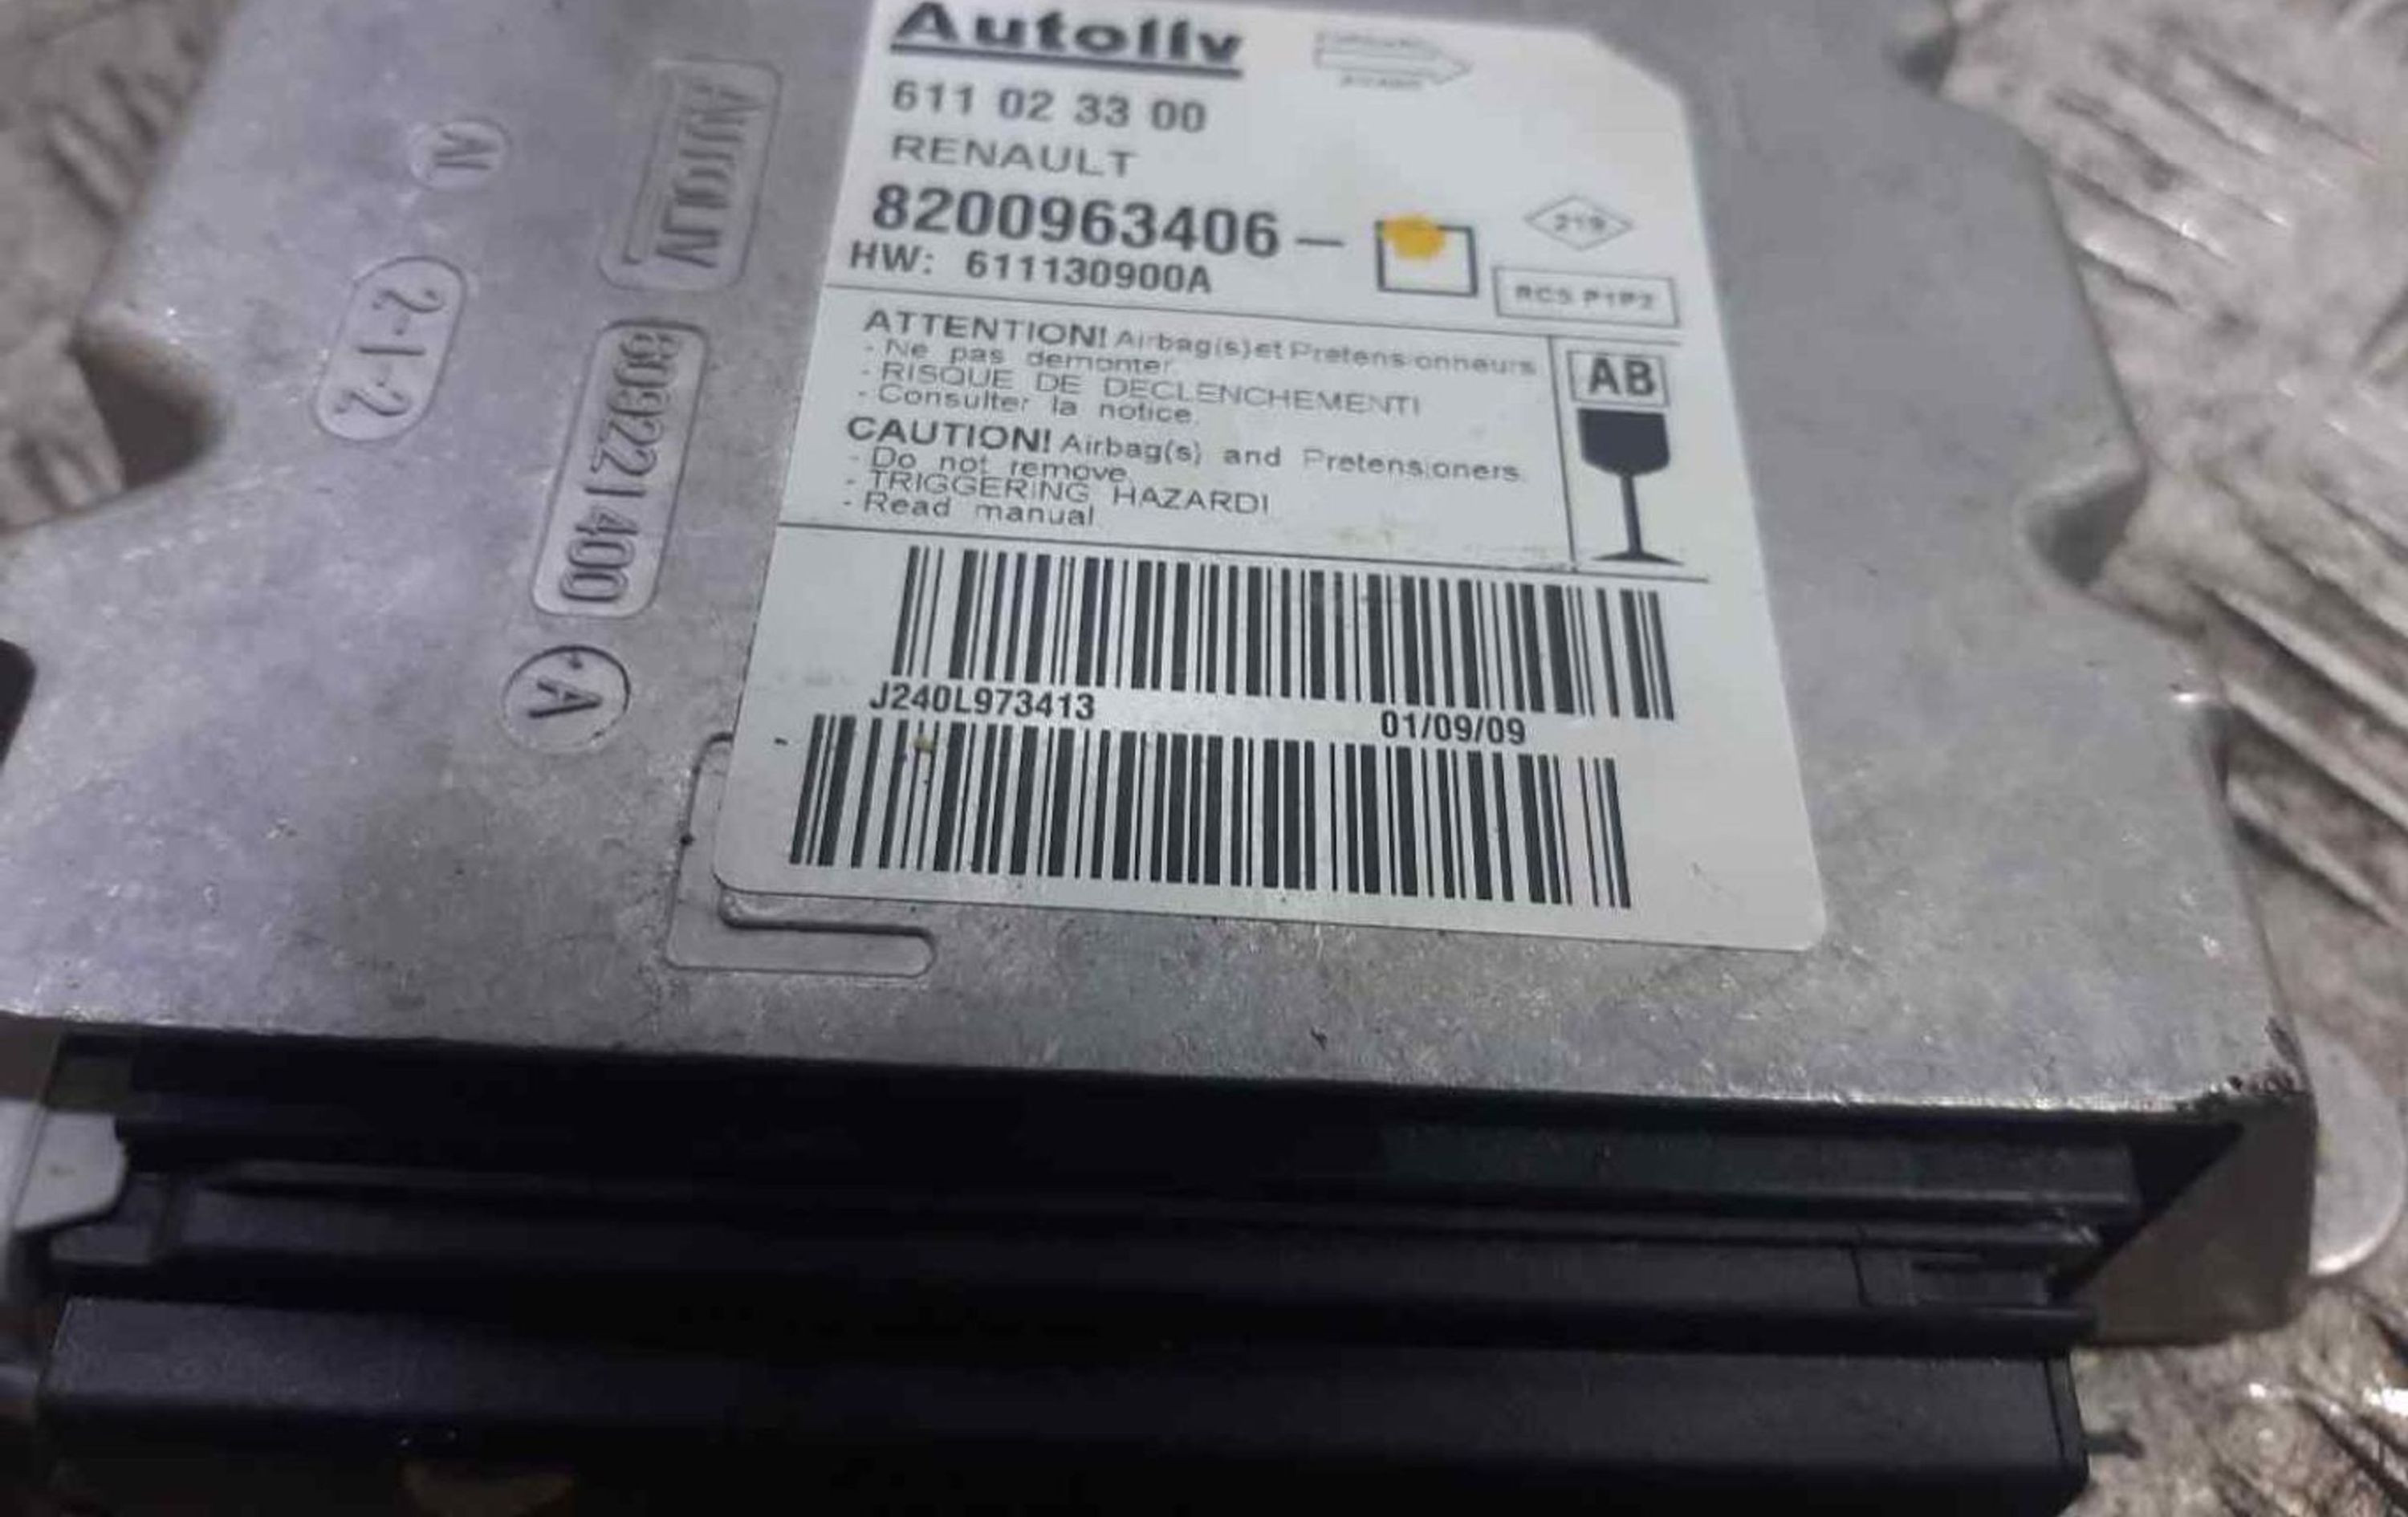 Autoliv
611 02 33 00
RENAULT
8200963406–
HW: 611130900A
219
RC5 P1P2
ATTENTION! Airbag(s)et Pretensionneurs
- Ne pas demonter.
- RISQUE DE DECLENCHEMENT!
- Consulter la notice.
CAUTION! Airbag(s) and Pretensioners
- Do not remove.
- TRIGGERING HAZARD!
- Read manual
AB
J240L973413
01/09/09
AUTOLIV
609221400
A
2-1-2